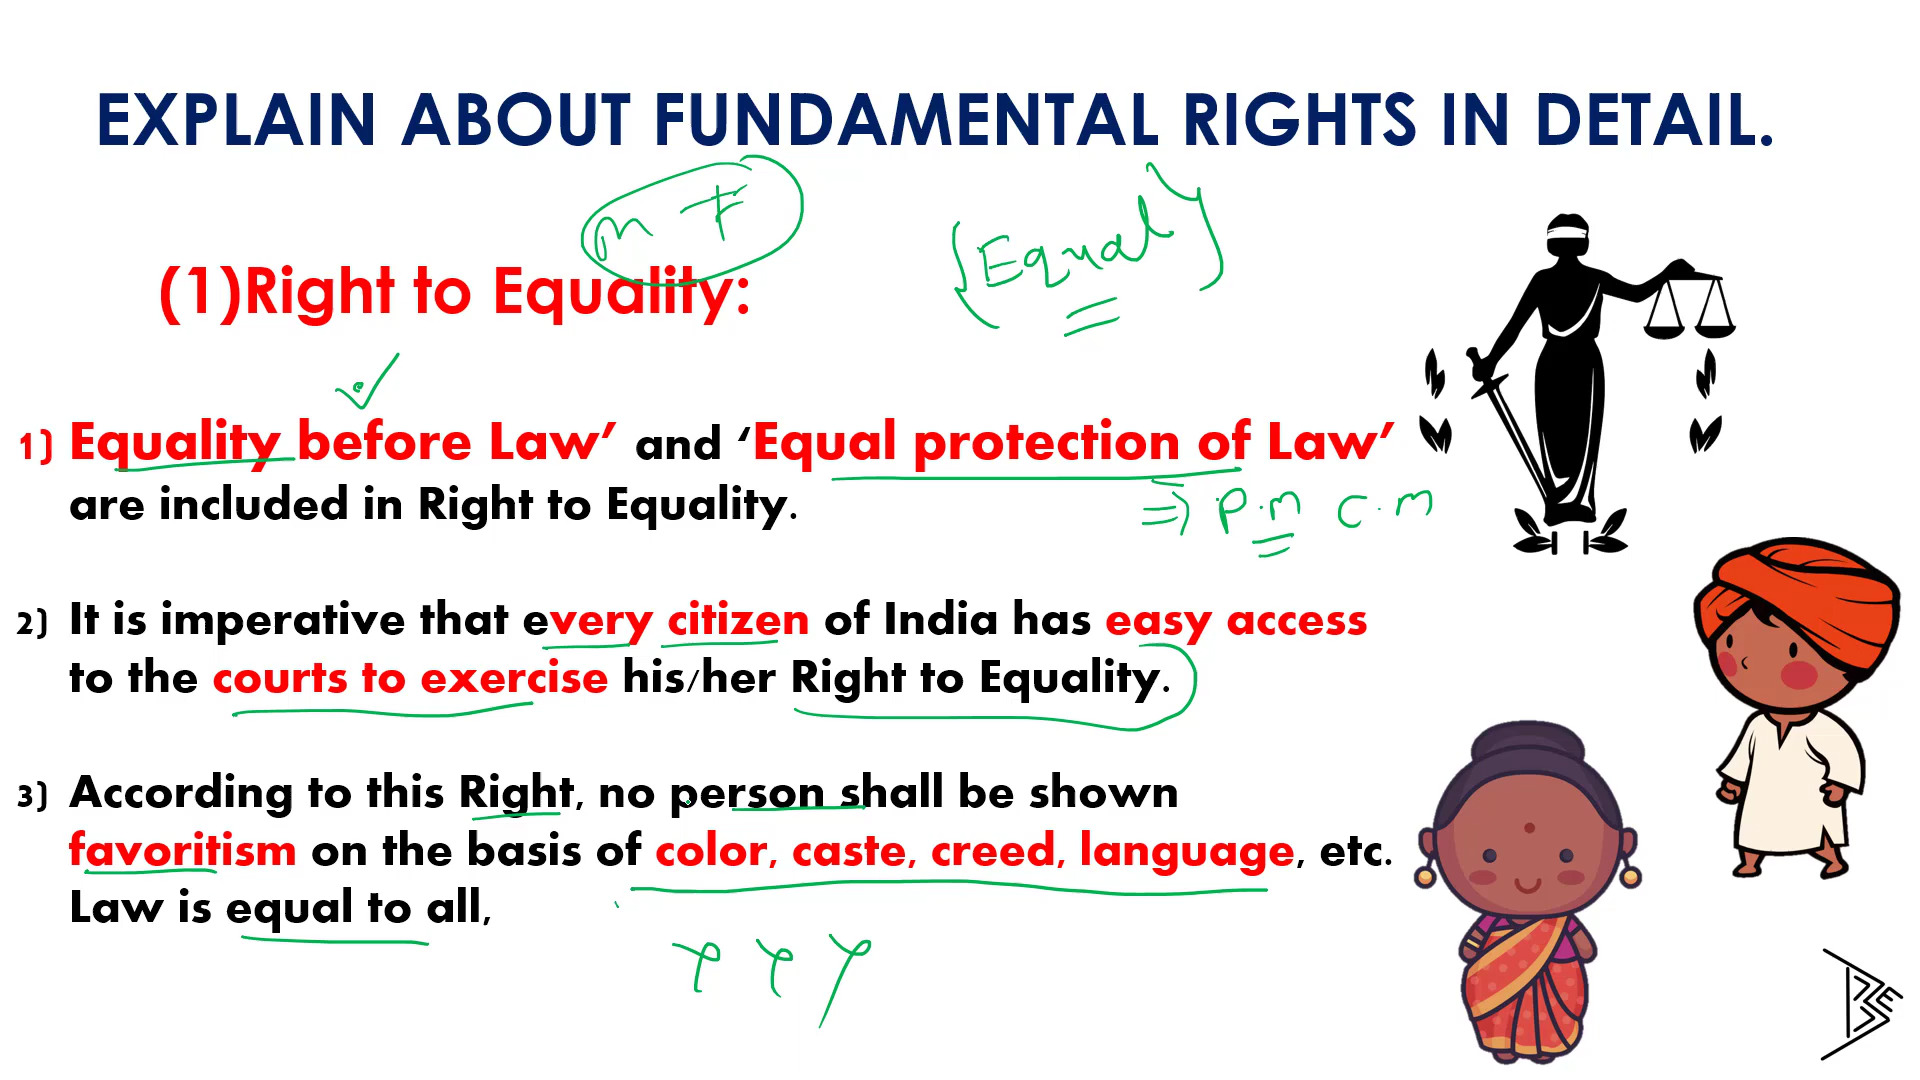 EXPLAIN ABOUT FUNDAMENTAL RIGHTS IN DETAIL.
m F
{Equal}
(1)Right to Equality:
1) Equality before Law’ and ‘Equal protection of Law’
are included in Right to Equality.
⇒ P.m C.m
2) It is imperative that every citizen of India has easy access
to the courts to exercise his/her Right to Equality.
3) According to this Right, no person shall be shown
favoritism on the basis of color, caste, creed, language, etc.
Law is equal to all,